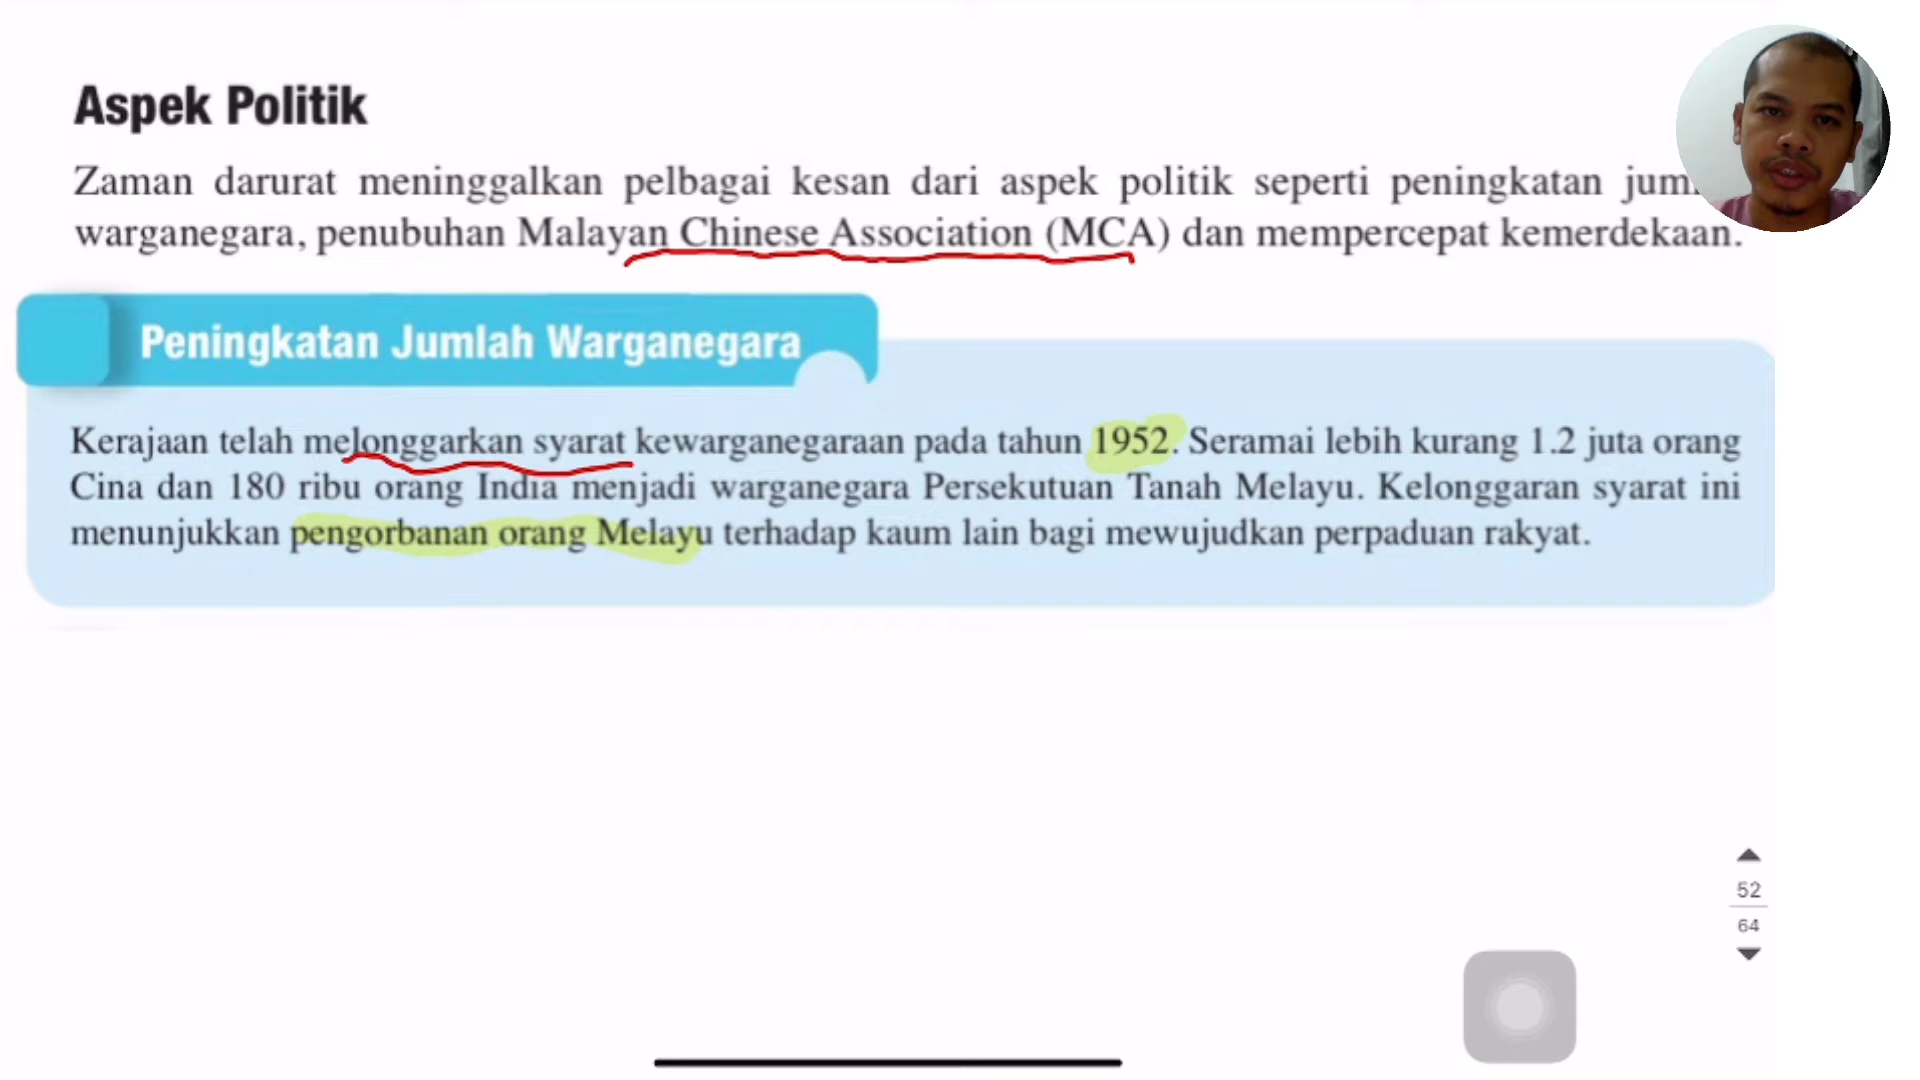 Aspek Politik
Zaman darurat meninggalkan pelbagai kesan dari aspek politik seperti peningkatan
warganegara, penubuhan Malayan Chinese Association (MCA) dan mempercepat kemerdekaan.
Peningkatan Jumlah Warganegara
Kerajaan telah melonggarkan syarat kewarganegaraan pada tahun 1952. Seramai lebih kurang 1.2 juta orang
Cina dan 180 ribu orang India menjadi warganegara Persekutuan Tanah Melayu. Kelonggaran syarat ini
menunjukkan pengorbanan orang Melayu terhadap kaum lain bagi mewujudkan perpaduan rakyat.
52
64